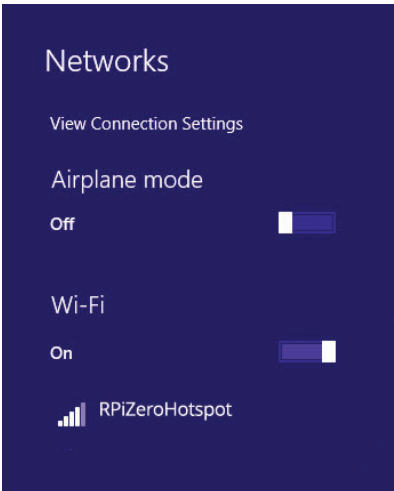 Networks
View Connection Settings
Airplane mode
Off
Wi-Fi
On
RPiZeroHotspot